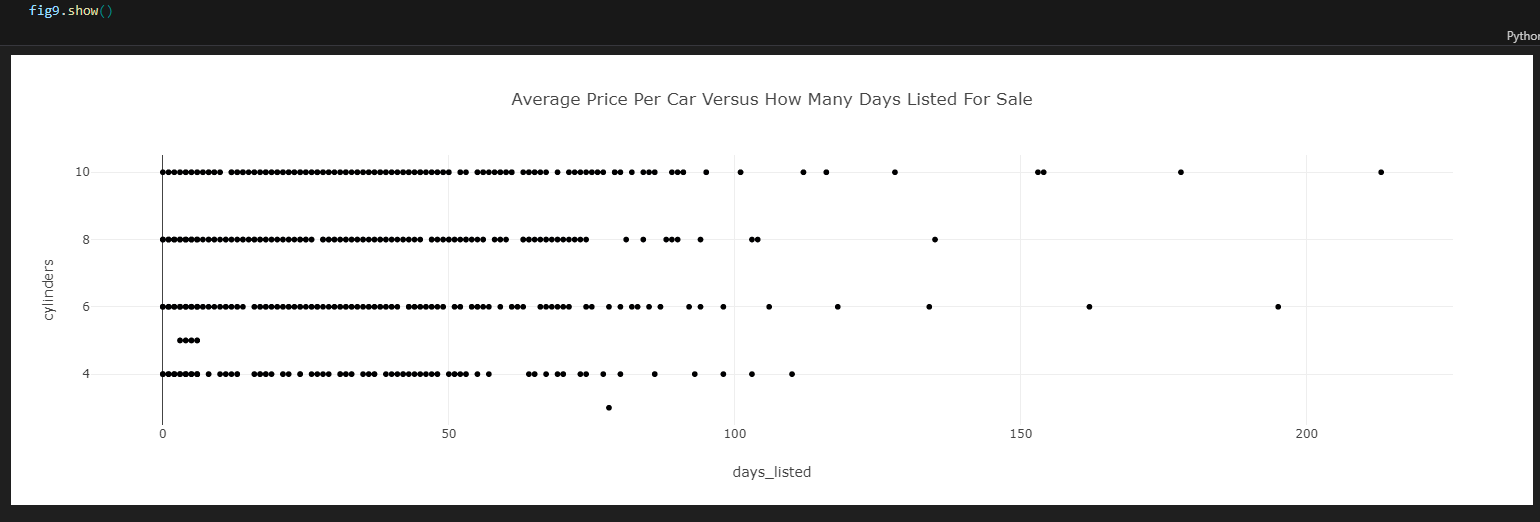 fig9.show()
Python
Average Price Per Car Versus How Many Days Listed For Sale
10
8
6
4
cylinders
0 50 100 150 200
days_listed